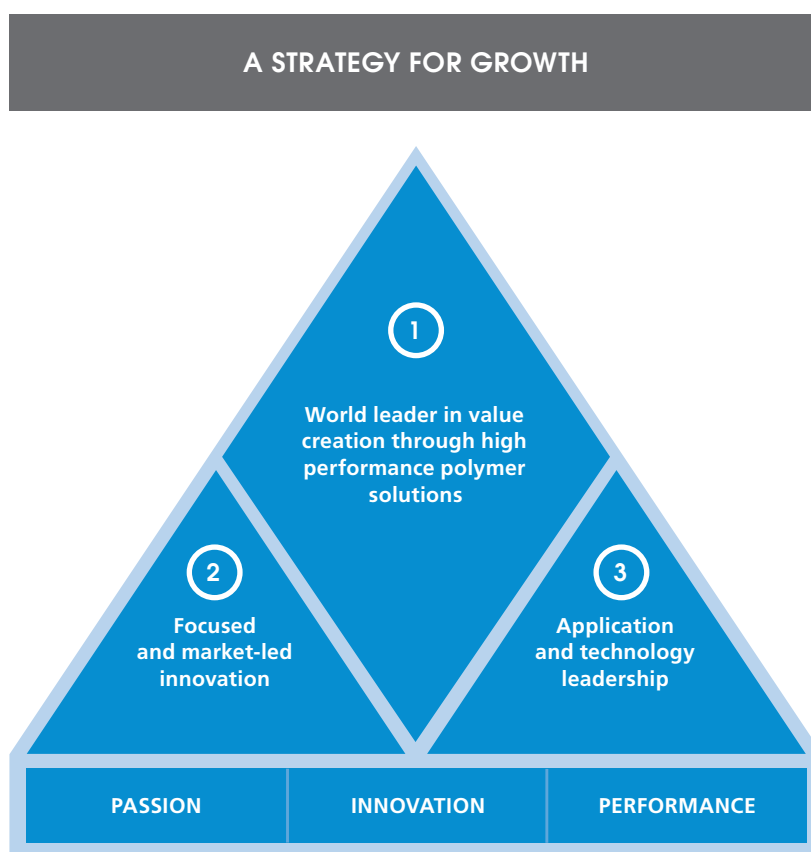 A STRATEGY FOR GROWTH
1
World leader in value
creation through high
performance polymer
solutions
2
Focused
and market-led
innovation
3
Application
and technology
leadership
PASSION
INNOVATION
PERFORMANCE